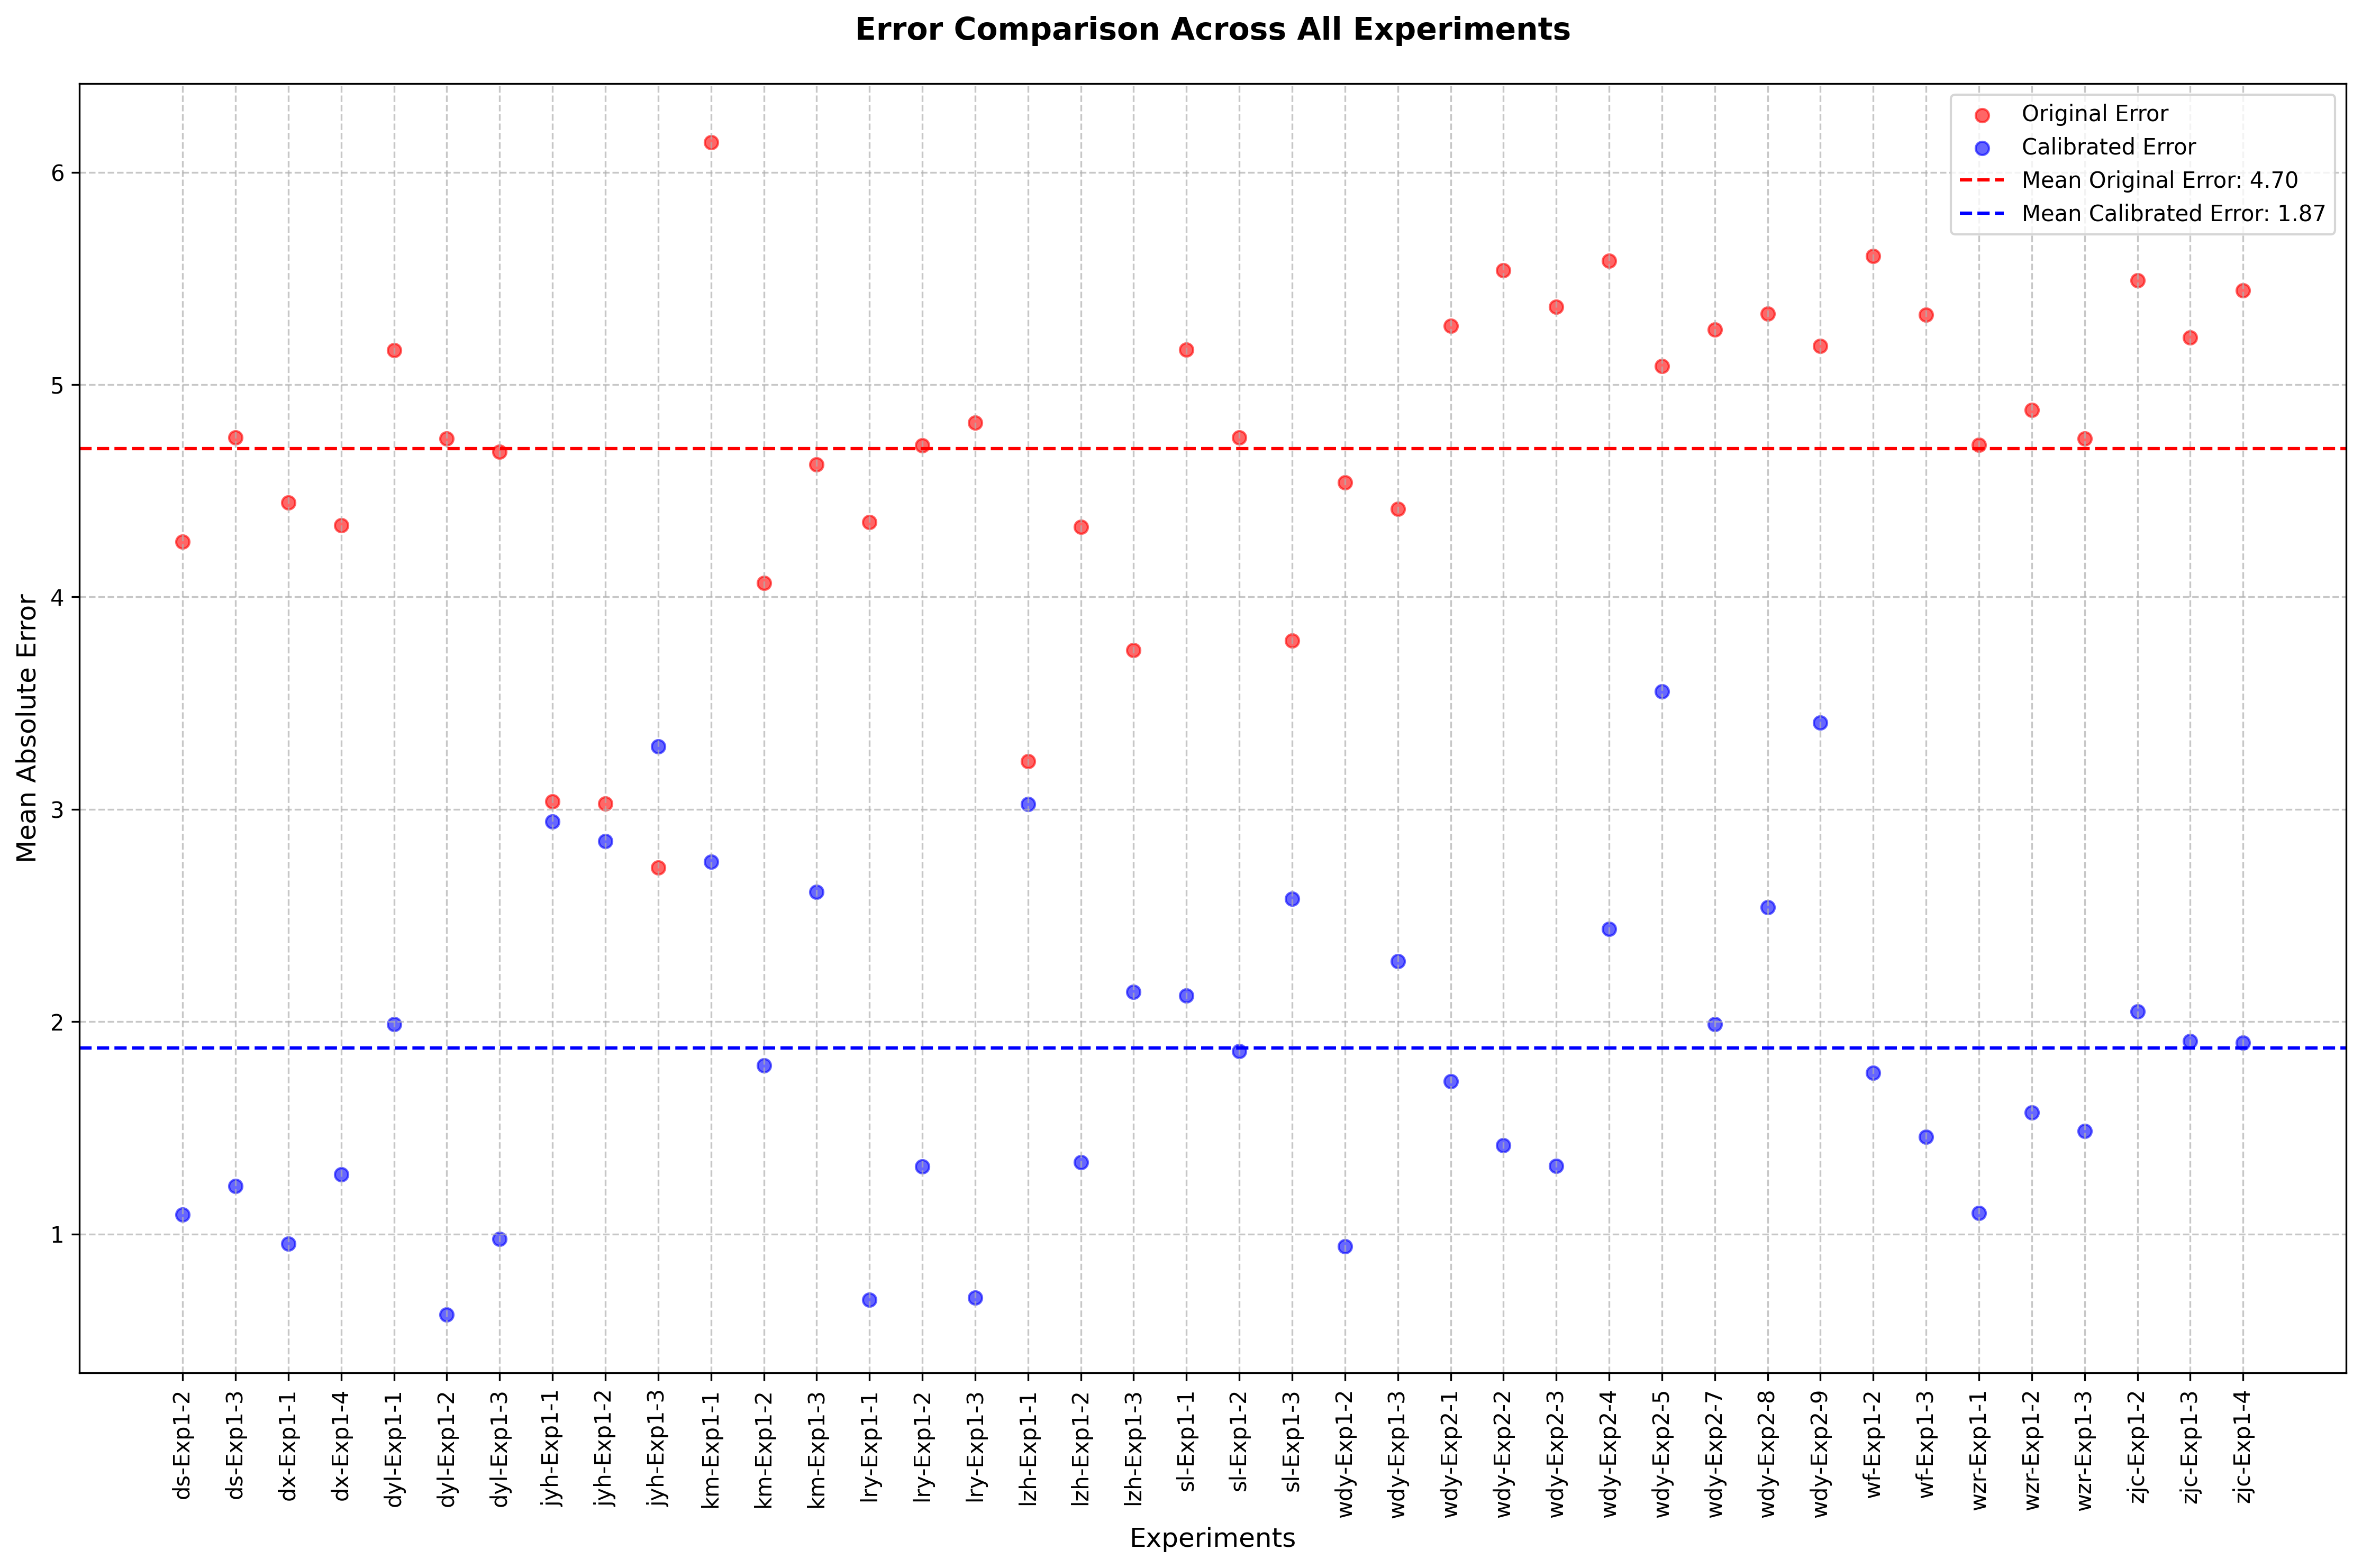 Error Comparison Across All Experiments
Original Error
Calibrated Error
Mean Original Error: 4.70
Mean Calibrated Error: 1.87
Mean Absolute Error
6
5
4
3
2
1
ds-Exp1-2
ds-Exp1-3
dx-Exp1-1
dx-Exp1-4
dyl-Exp1-1
dyl-Exp1-2
dyl-Exp1-3
jyh-Exp1-1
jyh-Exp1-2
jyh-Exp1-3
km-Exp1-1
km-Exp1-2
km-Exp1-3
lry-Exp1-1
lry-Exp1-2
lry-Exp1-3
lzh-Exp1-1
lzh-Exp1-2
lzh-Exp1-3
sl-Exp1-1
sl-Exp1-2
sl-Exp1-3
wdy-Exp1-2
wdy-Exp1-3
wdy-Exp2-1
wdy-Exp2-2
wdy-Exp2-3
wdy-Exp2-4
wdy-Exp2-5
wdy-Exp2-7
wdy-Exp2-8
wdy-Exp2-9
wf-Exp1-2
wf-Exp1-3
wzr-Exp1-1
wzr-Exp1-2
wzr-Exp1-3
zjc-Exp1-2
zjc-Exp1-3
zjc-Exp1-4
Experiments